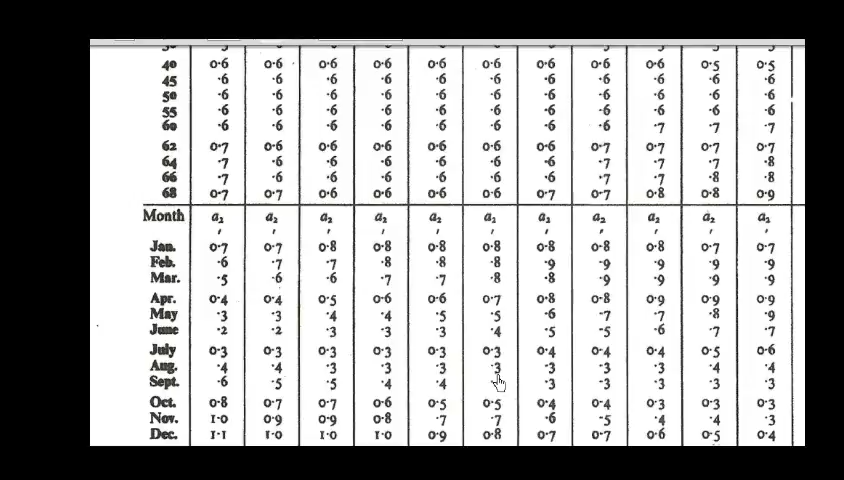 40 0·6 0·6 0·6 0·6 0·6 0·6 0·6 0·6 0·6 0·5 0·5
45 ·6 ·6 ·6 ·6 ·6 ·6 ·6 ·6 ·6 ·6 ·6
50 ·6 ·6 ·6 ·6 ·6 ·6 ·6 ·6 ·6 ·6 ·6
55 ·6 ·6 ·6 ·6 ·6 ·6 ·6 ·6 ·6 ·6 ·6
60 ·6 ·6 ·6 ·6 ·6 ·6 ·6 ·6 ·7 ·7 ·7
62 0·7 0·6 0·6 0·6 0·6 0·6 0·6 0·7 0·7 0·7 0·7
64 ·7 ·6 ·6 ·6 ·6 ·6 ·6 ·7 ·7 ·7 ·8
66 ·7 ·6 ·6 ·6 ·6 ·6 ·6 ·7 ·7 ·8 ·8
68 0·7 0·7 0·6 0·6 0·6 0·6 0·7 0·7 0·8 0·8 0·9
Month a₂ a₂ a₂ a₂ a₂ a₂ a₂ a₂ a₂ a₂ a₂
′ ′ ′ ′ ′ ′ ′ ′ ′ ′ ′
Jan. 0·7 0·7 0·8 0·8 0·8 0·8 0·8 0·8 0·8 0·7 0·7
Feb. ·6 ·7 ·7 ·8 ·8 ·8 ·9 ·9 ·9 ·9 ·9
Mar. ·5 ·6 ·6 ·7 ·7 ·8 ·8 ·9 ·9 ·9 ·9
Apr. 0·4 0·4 0·5 0·6 0·6 0·7 0·8 0·8 0·9 0·9 0·9
May ·3 ·3 ·4 ·4 ·5 ·5 ·6 ·7 ·7 ·8 ·9
June ·2 ·2 ·3 ·3 ·3 ·4 ·5 ·5 ·6 ·7 ·7
July 0·3 0·3 0·3 0·3 0·3 0·3 0·4 0·4 0·4 0·5 0·6
Aug. ·4 ·4 ·3 ·3 ·3 ·3 ·3 ·3 ·3 ·4 ·4
Sept. ·6 ·5 ·5 ·4 ·4 ·3 ·3 ·3 ·3 ·3
Oct. 0·8 0·7 0·7 0·6 0·5 0·5 0·4 0·4 0·3 0·3 0·3
Nov. 1·0 0·9 0·9 0·8 ·7 ·7 ·6 ·5 ·4 ·4 ·3
Dec. 1·1 1·0 1·0 1·0 0·9 0·8 0·7 0·7 0·6 0·5 0·4